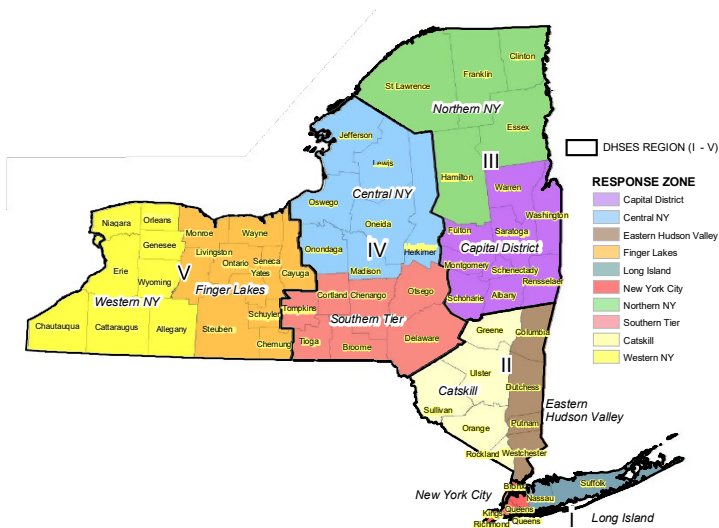 Clinton
Franklin
St Lawrence
Northern NY
Essex
Jefferson
Lewis
III
Hamilton
Central NY
Warren
Oswego
Washington
Niagara
Orleans
Oneida
Fulton
Saratoga
Monroe
Wayne
Genesee
Onondaga
IV
Herkimer
Capital District
Livingston
Ontario
Seneca
Montgomery
Erie
V
Yates
Cayuga
Madison
Schenectady
Wyoming
Rensselaer
Western NY
Finger Lakes
Cortland
Chenango
Otsego
Schoharie
Albany
Tompkins
Schuyler
Southern Tier
Chautauqua
Cattaraugus
Allegany
Steuben
Chemung
Tioga
Broome
Delaware
Greene
Columbia
II
Ulster
Catskill
Dutchess
Sullivan
Eastern
Hudson Valley
Orange
Putnam
Rockland
Westchester
New York City
Bronx
Suffolk
Nassau
Kings
Queens
Richmond
Queens
I
Long Island
DHSES REGION (I - V)
RESPONSE ZONE
Capital District
Central NY
Eastern Hudson Valley
Finger Lakes
Long Island
New York City
Northern NY
Southern Tier
Catskill
Western NY